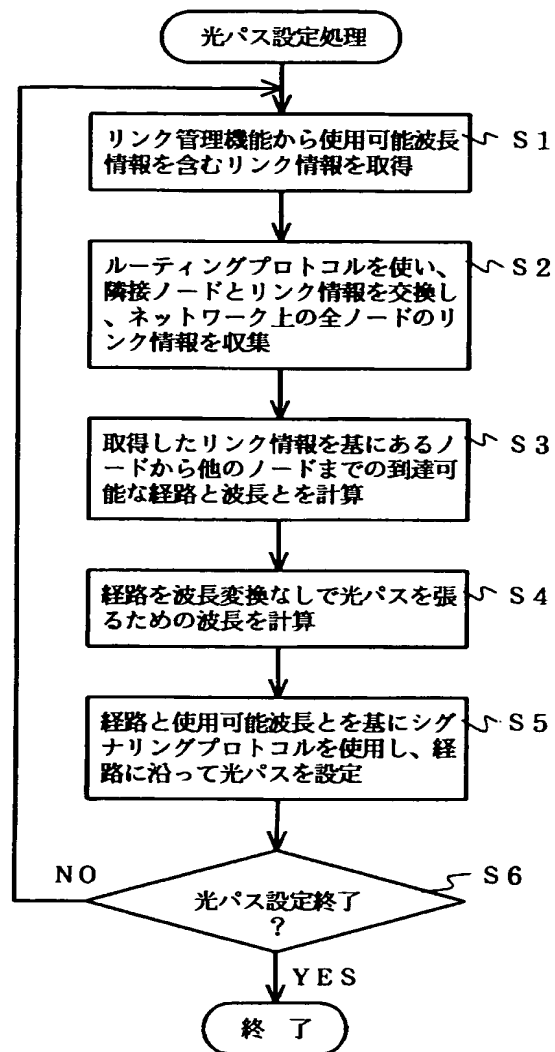 光パス設定処理
リンク管理機能から使用可能波長
情報を含むリンク情報を取得
S1
ルーティングプロトコルを使い、
隣接ノードとリンク情報を交換し
、ネットワーク上の全ノードのリ
ンク情報を収集
S2
取得したリンク情報を基にあるノ
ードから他のノードまでの到達可
能な経路と波長とを計算
S3
経路を波長変換なしで光パスを張
るための波長を計算
S4
経路と使用可能波長とを基にシグ
ナリングプロトコルを使用し、経
路に沿って光パスを設定
S5
NO
光パス設定終了
?
S6
YES
終 了